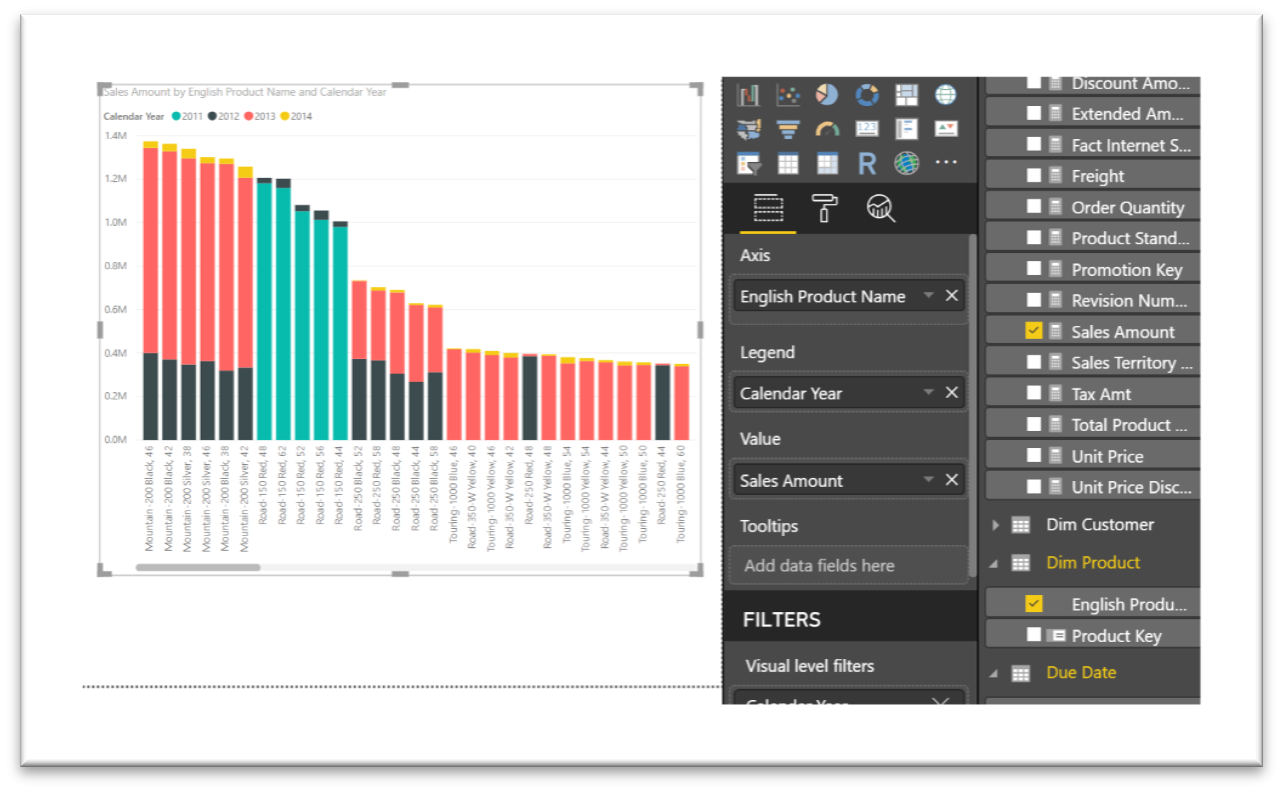 Sales Amount by English Product Name and Calendar Year
Calendar Year 2011 2012 2013 2014
1.4M
1.2M
1.0M
0.8M
0.6M
0.4M
0.2M
0.0M
Mountain-200 Black, 46
Mountain-200 Black, 42
Mountain-200 Silver, 38
Mountain-200 Silver, 46
Mountain-200 Black, 38
Mountain-200 Silver, 42
Road-150 Red, 48
Road-150 Red, 62
Road-150 Red, 52
Road-150 Red, 56
Road-150 Red, 44
Road-250 Black, 52
Road-250 Red, 58
Road-250 Black, 48
Road-250 Black, 44
Road-250 Black, 58
Touring-1000 Blue, 46
Road-350-W Yellow, 40
Touring-1000 Yellow, 46
Road-350-W Yellow, 42
Road-250 Red, 48
Road-350-W Yellow, 48
Touring-1000 Blue, 54
Touring-1000 Yellow, 54
Road-350-W Yellow, 44
Touring-1000 Yellow, 50
Touring-1000 Blue, 50
Road-250 Red, 44
Touring-1000 Blue, 60
123
R
Axis
English Product Name
Legend
Calendar Year
Value
Sales Amount
Tooltips
Add data fields here
FILTERS
Visual level filters
Calendar Year
Discount Amo...
Extended Am...
Fact Internet S...
Freight
Order Quantity
Product Stand...
Promotion Key
Revision Num...
Sales Amount
Sales Territory ...
Tax Amt
Total Product ...
Unit Price
Unit Price Disc...
Dim Customer
Dim Product
English Produ...
Product Key
Due Date